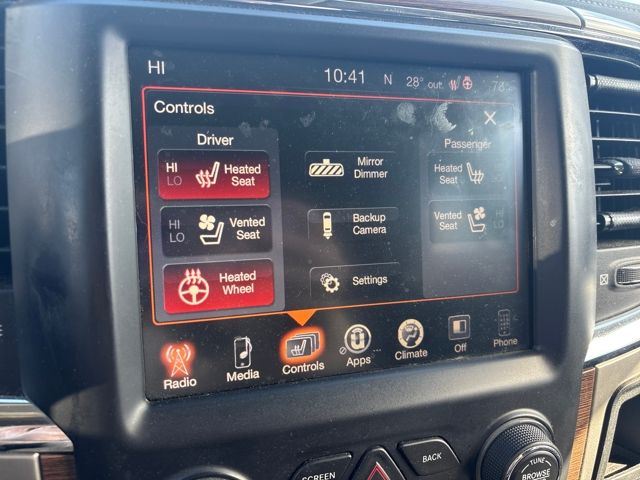 HI 10:41 N 28° out 73
Controls
Driver Passenger
HI LO Heated Seat
Mirror Dimmer
Heated Seat
HI LO Vented Seat
Backup Camera
Vented Seat
Heated Wheel
Settings
Radio Media Controls Apps Climate Off Phone
SCREEN BACK TUNE
BROWSE